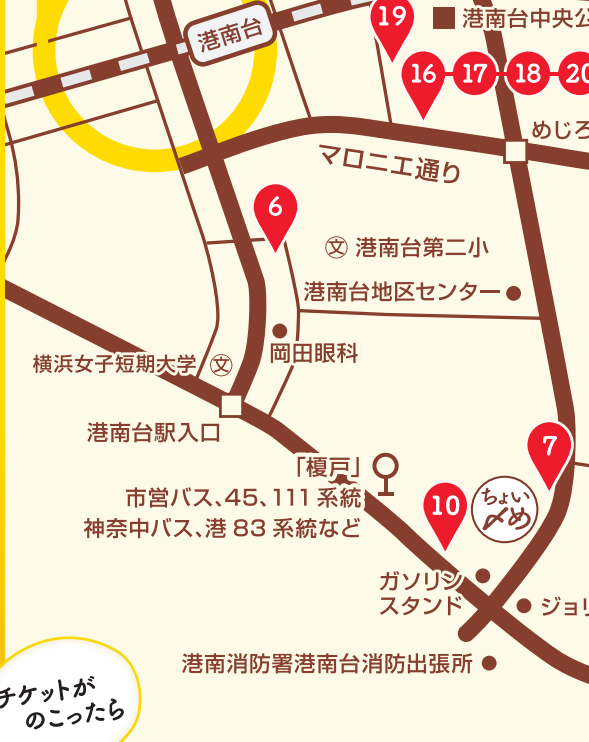 19
港南台中央公
港南台
16
17
18
20
めじろ
マロニエ通り
6
港南台第二小
文
港南台地区センター
岡田眼科
横浜女子短期大学
文
港南台駅入口
7
「榎戸」
市営バス、45、111 系統
神奈中バス、港 83 系統など
10
ちょい
〆め
ガソリン
スタンド
ジョリ
港南消防署港南台消防出張所
チケットが
のこったら